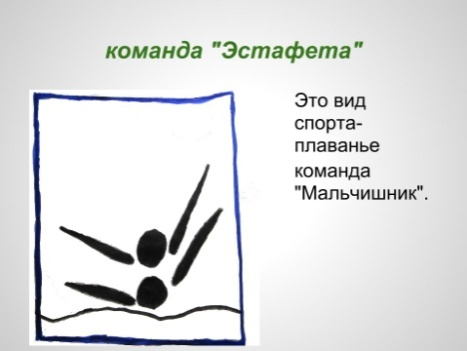 команда "Эстафета"
Это вид
спорта-
плаванье
команда
"Мальчишник".